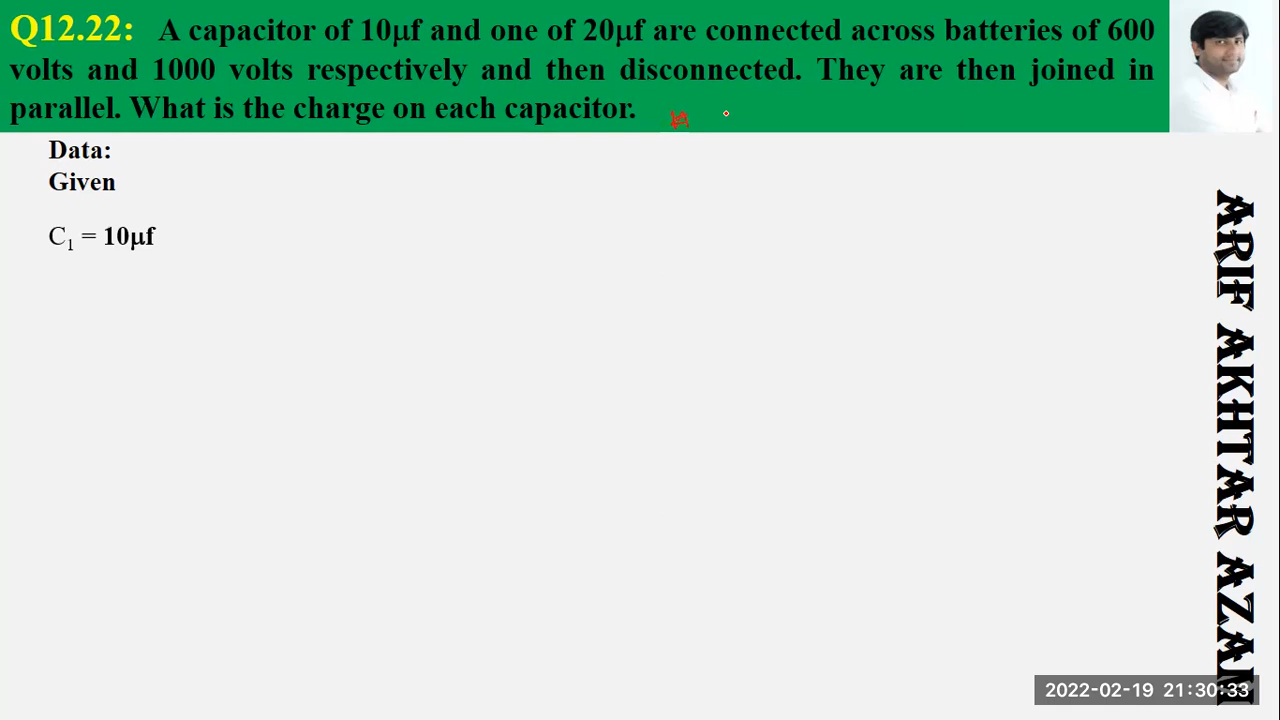 Q12.22: A capacitor of 10μf and one of 20μf are connected across batteries of 600
volts and 1000 volts respectively and then disconnected. They are then joined in
parallel. What is the charge on each capacitor.
Data:
Given
C₁ = 10μf
ARIF AKHTAR AZAM
2022-02-19 21:30:33